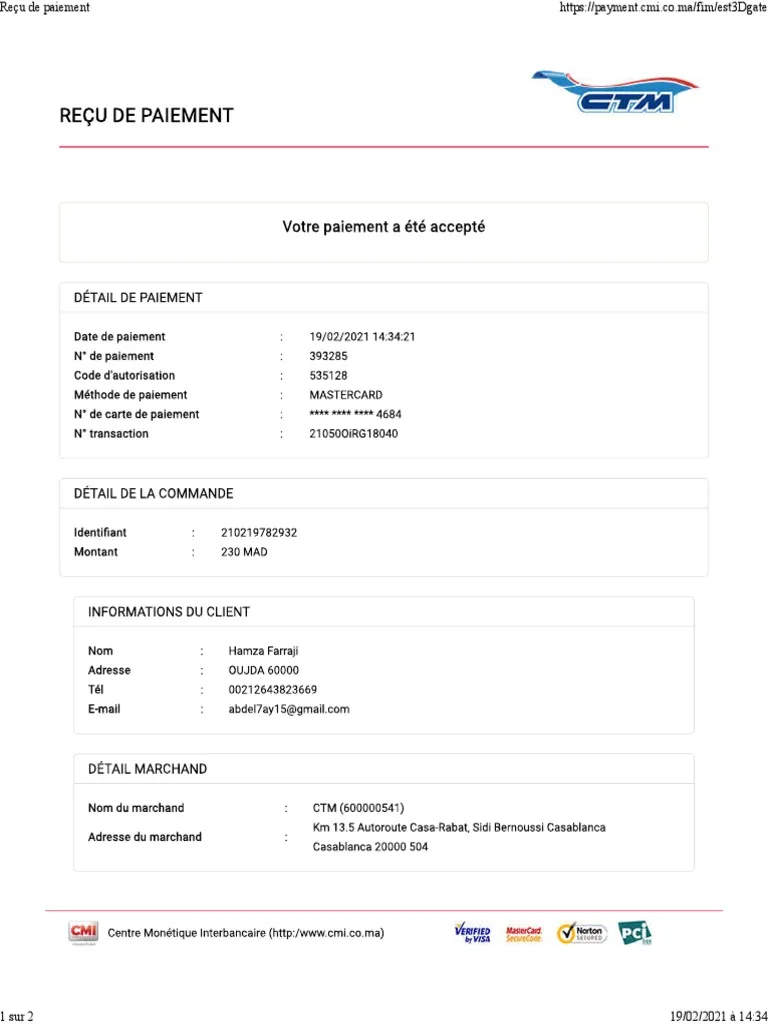 Reçu de paiement https://payment.cmi.co.ma/fim/est3Dgate
CTM
REÇU DE PAIEMENT
Votre paiement a été accepté
DÉTAIL DE PAIEMENT
Date de paiement : 19/02/2021 14:34:21
N° de paiement : 393285
Code d'autorisation : 535128
Méthode de paiement : MASTERCARD
N° de carte de paiement : **** **** **** 4684
N° transaction : 21050OiRG18040
DÉTAIL DE LA COMMANDE
Identifiant : 210219782932
Montant : 230 MAD
INFORMATIONS DU CLIENT
Nom : Hamza Farraji
Adresse : OUJDA 60000
Tél : 00212643823669
E-mail : abdel7ay15@gmail.com
DÉTAIL MARCHAND
Nom du marchand : CTM (600000541)
Adresse du marchand : Km 13.5 Autoroute Casa-Rabat, Sidi Bernoussi Casablanca
Casablanca 20000 504
CMI Centre Monétique Interbancaire (http:/www.cmi.co.ma) VERIFIED by VISA MasterCard. SecureCode. Norton SECURED PCI DSS
1 sur 2 19/02/2021 à 14:34